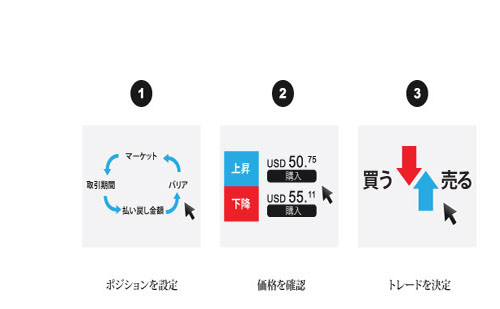 1
2
3
マーケット
取引期間
バリア
払い戻し金額
上昇
USD 50.75
購入
下降
USD 55.11
購入
買う
売る
ポジションを設定
価格を確認
トレードを決定